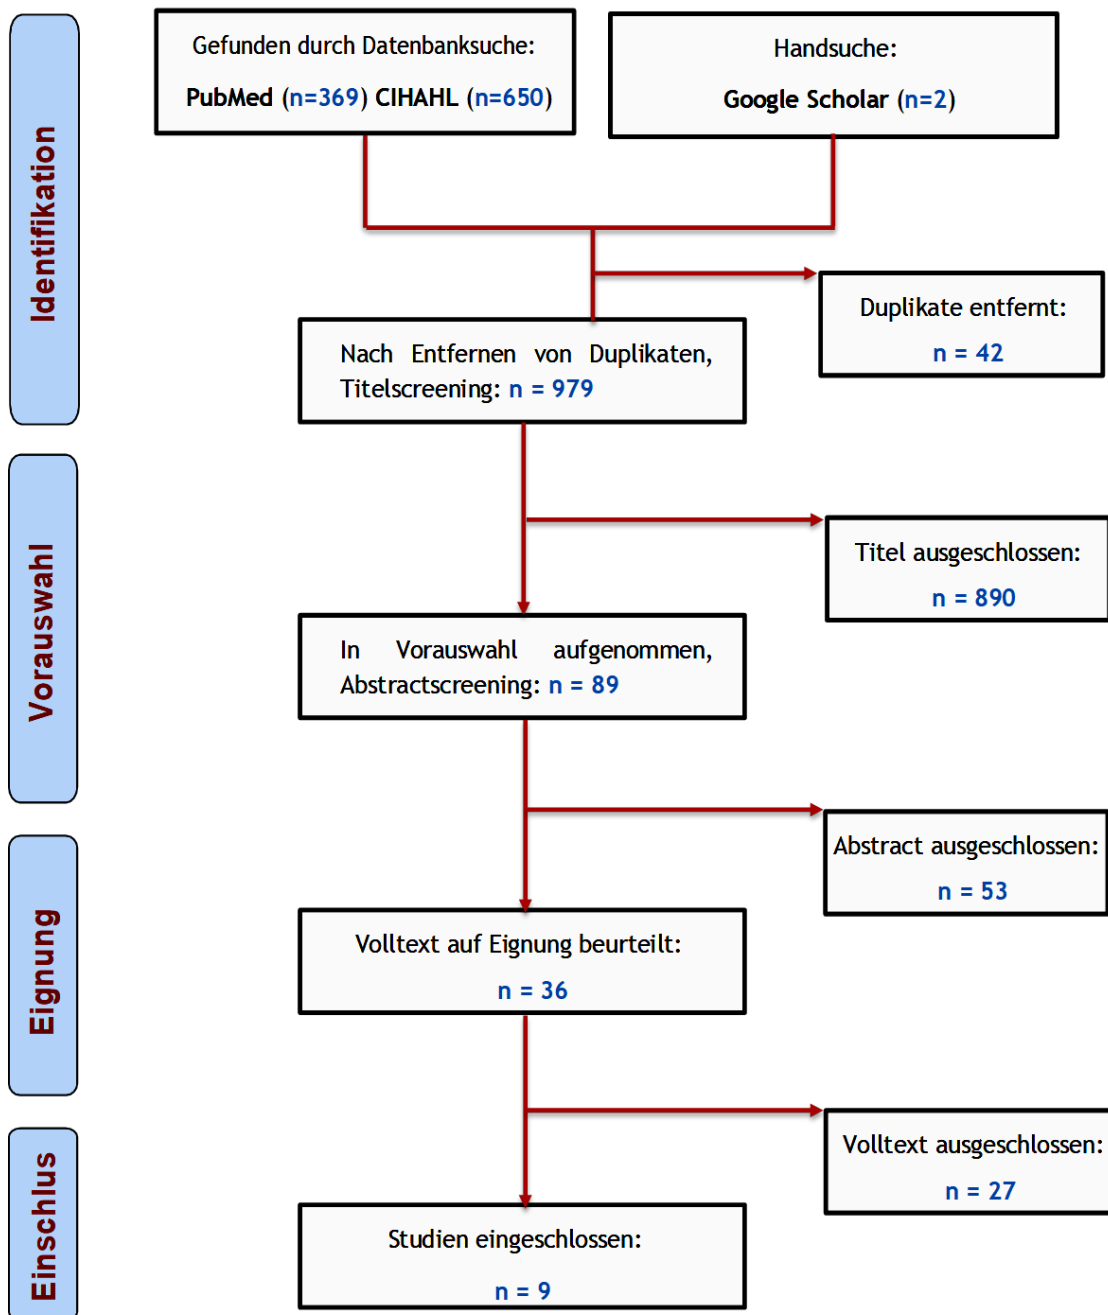 Identifikation
Gefunden durch Datenbanksuche:
PubMed (n=369) CIHAHL (n=650)
Handsuche:
Google Scholar (n=2)
Duplikate entfernt:
n = 42
Nach Entfernen von Duplikaten,
Titelscreening: n = 979
Vorauswahl
Titel ausgeschlossen:
n = 890
In Vorauswahl aufgenommen,
Abstractscreening: n = 89
Abstract ausgeschlossen:
n = 53
Eignung
Volltext auf Eignung beurteilt:
n = 36
Volltext ausgeschlossen:
n = 27
Einschlus
Studien eingeschlossen:
n = 9